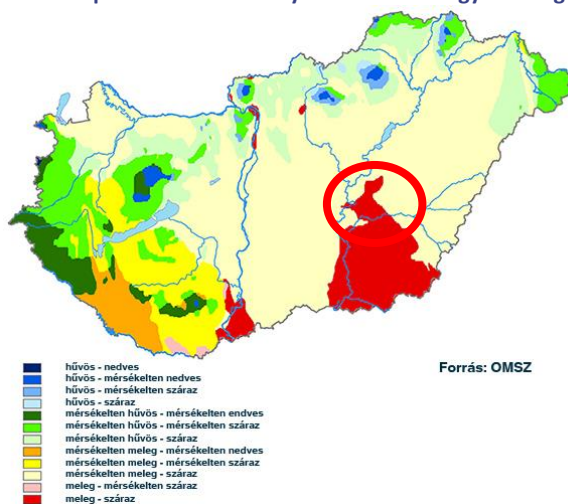 Forrás: OMSZ
hűvös - nedves
hűvös - mérsékelten nedves
hűvös - mérsékelten száraz
hűvös - száraz
mérsékelten hűvös - mérsékelten endves
mérsékelten hűvös - mérsékelten száraz
mérsékelten hűvös - száraz
mérsékelten meleg - mérsékelten nedves
mérsékelten meleg - mérsékelten száraz
mérsékelten meleg - száraz
meleg - mérsékelten száraz
meleg - száraz